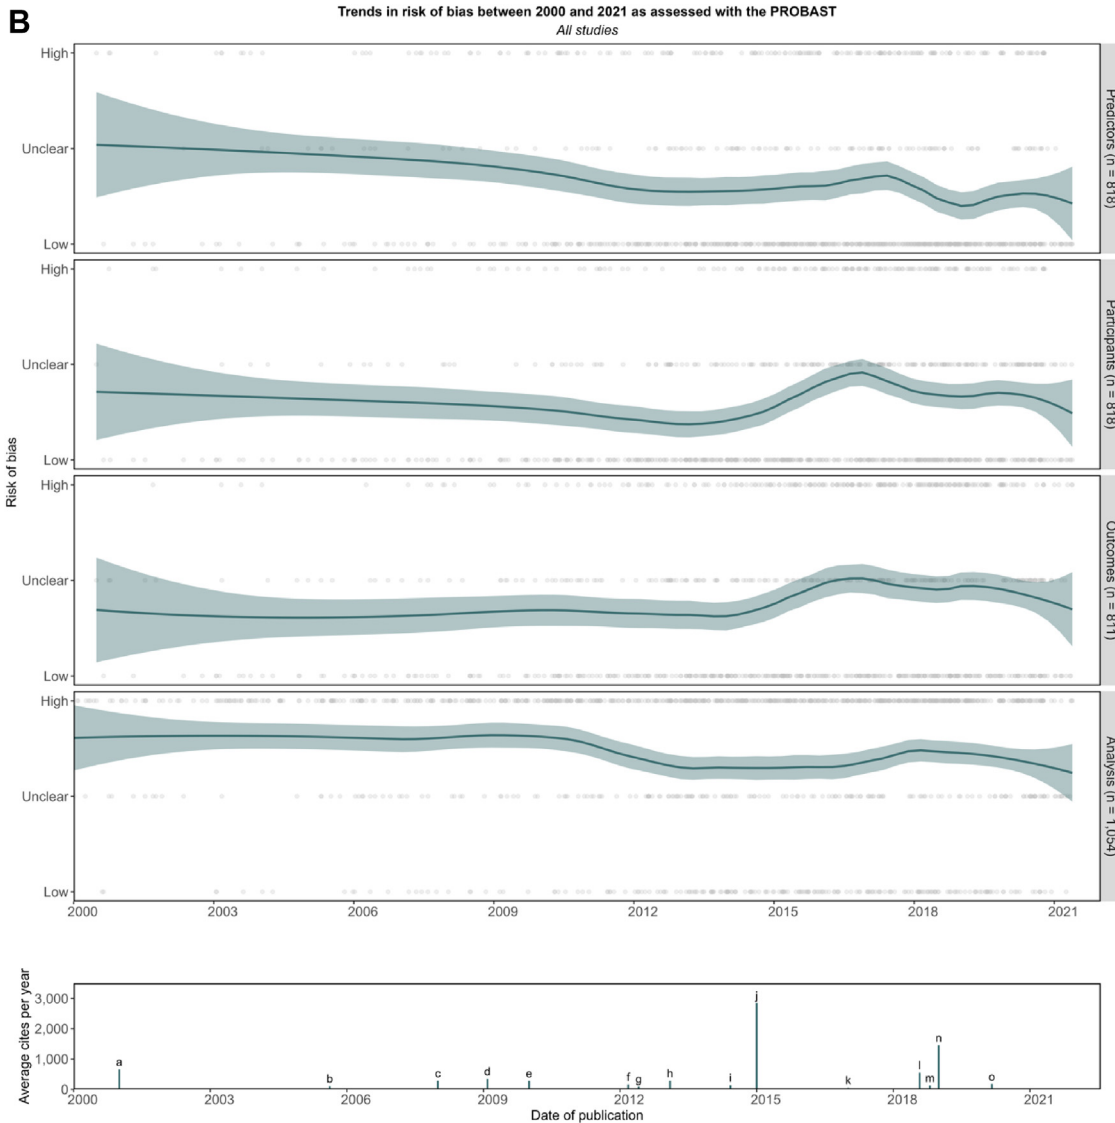 B
Trends in risk of bias between 2000 and 2021 as assessed with the PROBAST
All studies
High
Unclear
Low
Predictors (n = 818)
High
Unclear
Low
Participants (n = 818)
Risk of bias
High
Unclear
Low
Outcomes (n = 811)
High
Unclear
Low
Analysis (n = 1,054)
2000 2003 2006 2009 2012 2015 2018 2021
Average cites per year
3,000
2,000
1,000
0
a b c d e f g h i j k l m n o
2000 2003 2006 2009 2012 2015 2018 2021
Date of publication